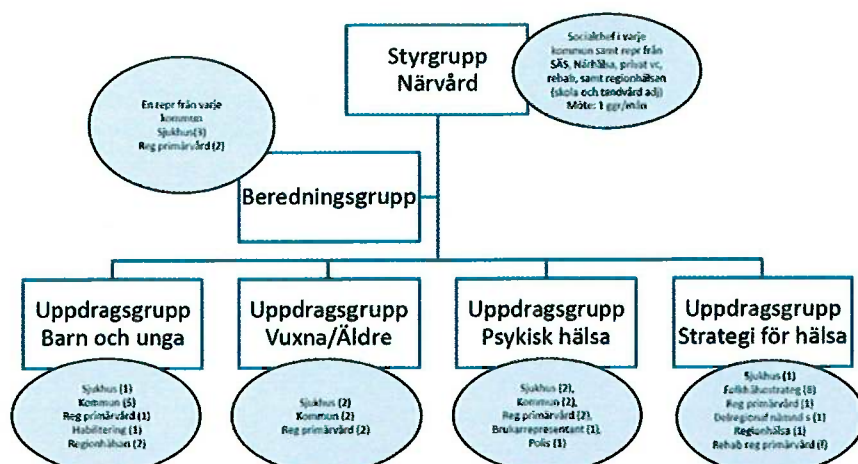 Styrgrupp
Närvård
Socialchef i varje
kommun samt repr från
SÄS, Närhälsa, privat vc,
rehab, samt regionhälsan
(skola och tandvård adj)
Möte: 1 ggr/mån
En repr från varje
kommun
Sjukhus(3)
Reg primärvård (2)
Beredningsgrupp
Uppdragsgrupp
Barn och unga
Uppdragsgrupp
Vuxna/Äldre
Uppdragsgrupp
Psykisk hälsa
Uppdragsgrupp
Strategi för hälsa
Sjukhus (1)
Kommun (5)
Reg primärvård (1)
Habilitering (1)
Regionhälsan (2)
Sjukhus (2)
Kommun (2)
Reg primärvård (2)
Sjukhus (2),
Kommun (2),
Reg primärvård (2),
Brukarrepresentant (1),
Polis (1)
Sjukhus (1)
Folkhälsostrateg (8)
Reg primärvård (1)
Delregional nämnd s (1)
Regionhälsa (1)
Rehab reg primärvård